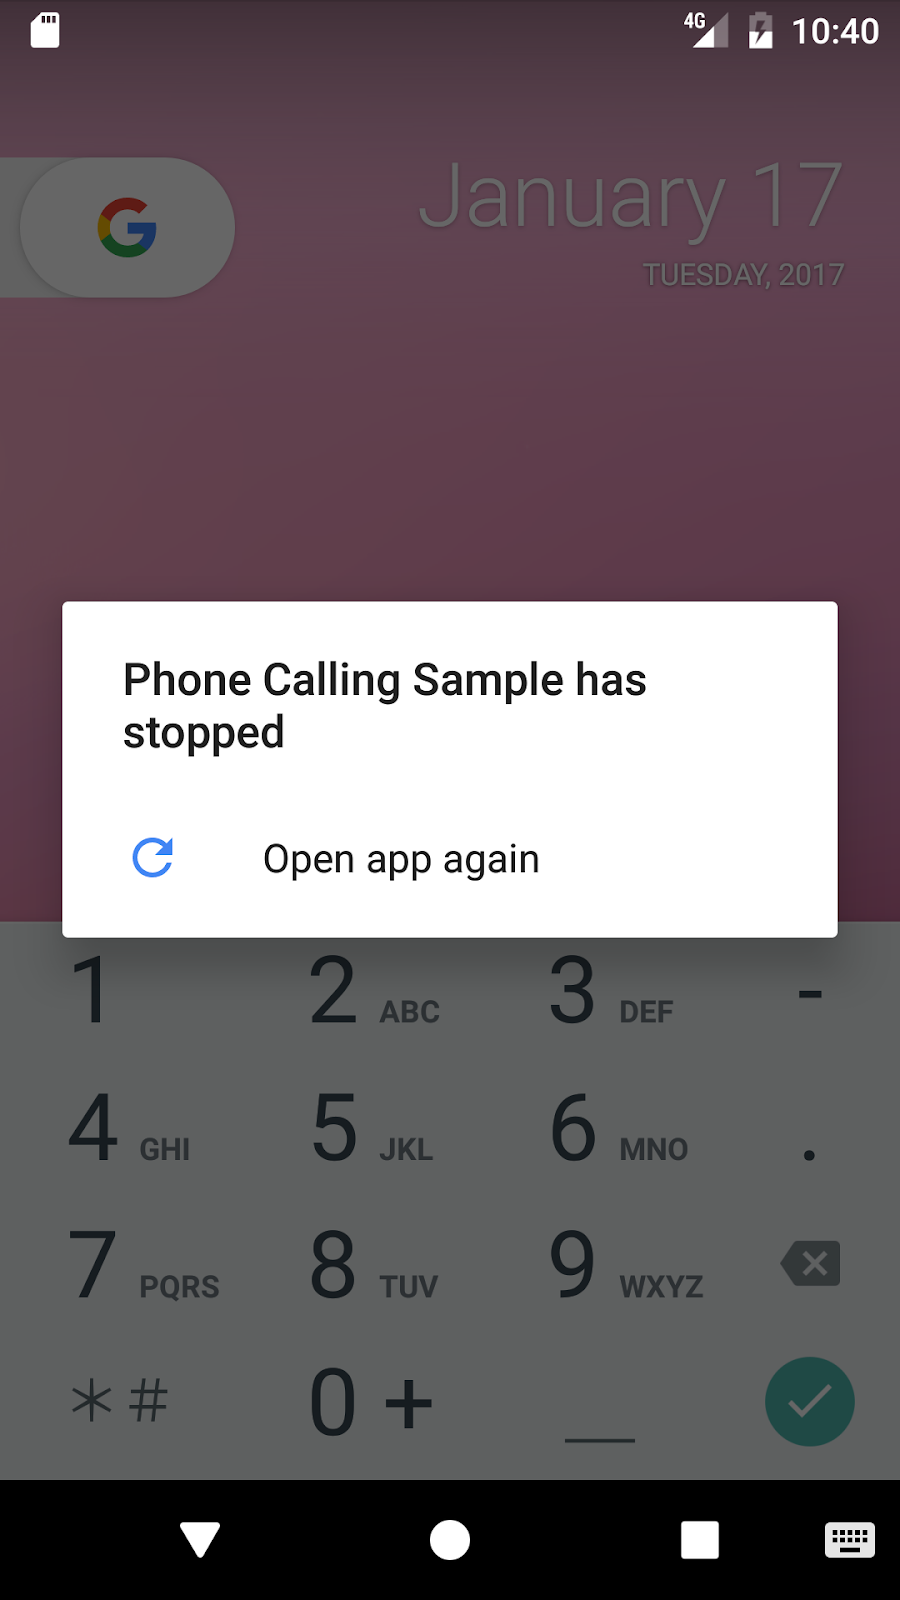 4G 10:40
G
January 17
TUESDAY, 2017
Phone Calling Sample has
stopped
Open app again
1 2 ABC 3 DEF -
4 GHI 5 JKL 6 MNO .
7 PQRS 8 TUV 9 WXYZ
* # 0 + _